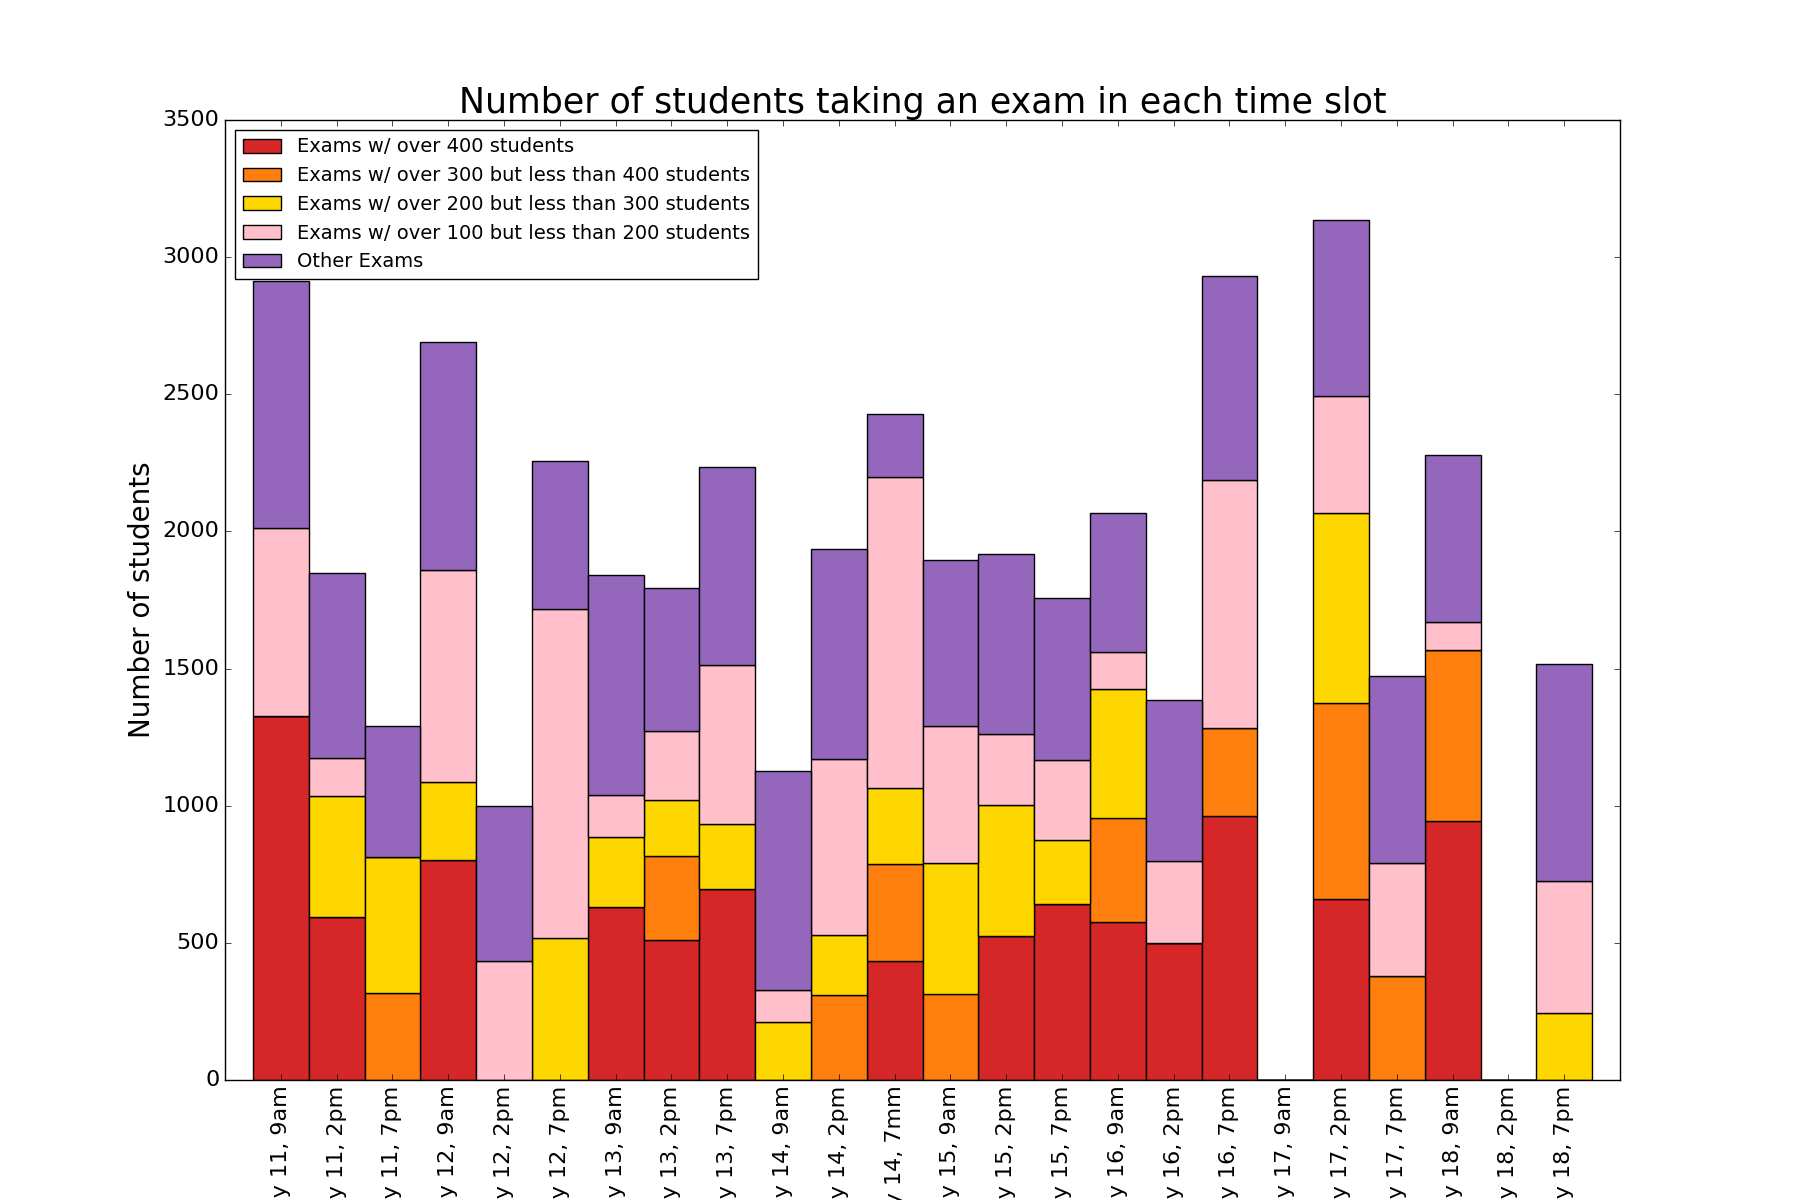 Number of students taking an exam in each time slot
3500
3000
2500
2000
1500
1000
500
0
Number of students
Exams w/ over 400 students
Exams w/ over 300 but less than 400 students
Exams w/ over 200 but less than 300 students
Exams w/ over 100 but less than 200 students
Other Exams
y 11, 9am
y 11, 2pm
y 11, 7pm
y 12, 9am
y 12, 2pm
y 12, 7pm
y 13, 9am
y 13, 2pm
y 13, 7pm
y 14, 9am
y 14, 2pm
y 14, 7mm
y 15, 9am
y 15, 2pm
y 15, 7pm
y 16, 9am
y 16, 2pm
y 16, 7pm
y 17, 9am
y 17, 2pm
y 17, 7pm
y 18, 9am
y 18, 2pm
y 18, 7pm